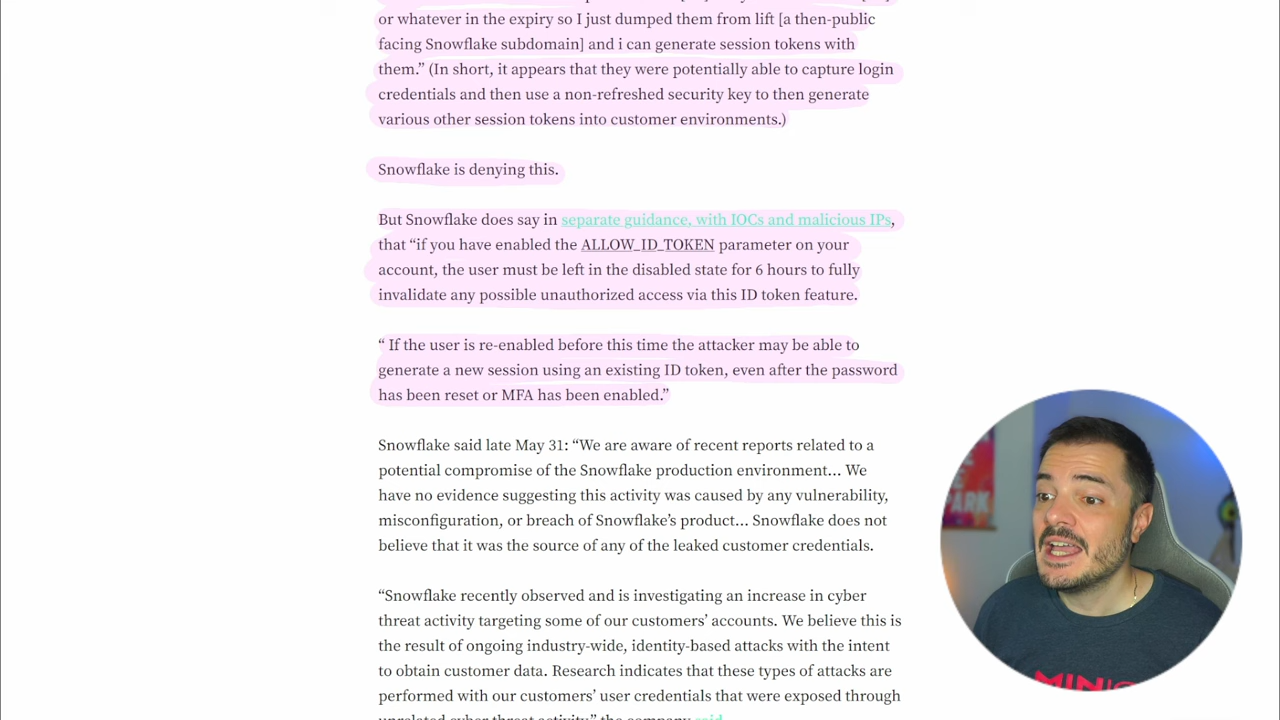 or whatever in the expiry so I just dumped them from lift [a then-public
facing Snowflake subdomain] and i can generate session tokens with
them.” (In short, it appears that they were potentially able to capture login
credentials and then use a non-refreshed security key to then generate
various other session tokens into customer environments.)
Snowflake is denying this.
But Snowflake does say in separate guidance, with IOCs and malicious IPs,
that “if you have enabled the ALLOW_ID_TOKEN parameter on your
account, the user must be left in the disabled state for 6 hours to fully
invalidate any possible unauthorized access via this ID token feature.
“ If the user is re-enabled before this time the attacker may be able to
generate a new session using an existing ID token, even after the password
has been reset or MFA has been enabled.”
Snowflake said late May 31: “We are aware of recent reports related to a
potential compromise of the Snowflake production environment… We
have no evidence suggesting this activity was caused by any vulnerability,
misconfiguration, or breach of Snowflake’s product… Snowflake does not
believe that it was the source of any of the leaked customer credentials.
“Snowflake recently observed and is investigating an increase in cyber
threat activity targeting some of our customers’ accounts. We believe this is
the result of ongoing industry-wide, identity-based attacks with the intent
to obtain customer data. Research indicates that these types of attacks are
performed with our customers’ user credentials that were exposed through
unrelated cyber threat activity,” the company said
PARK
MINIO